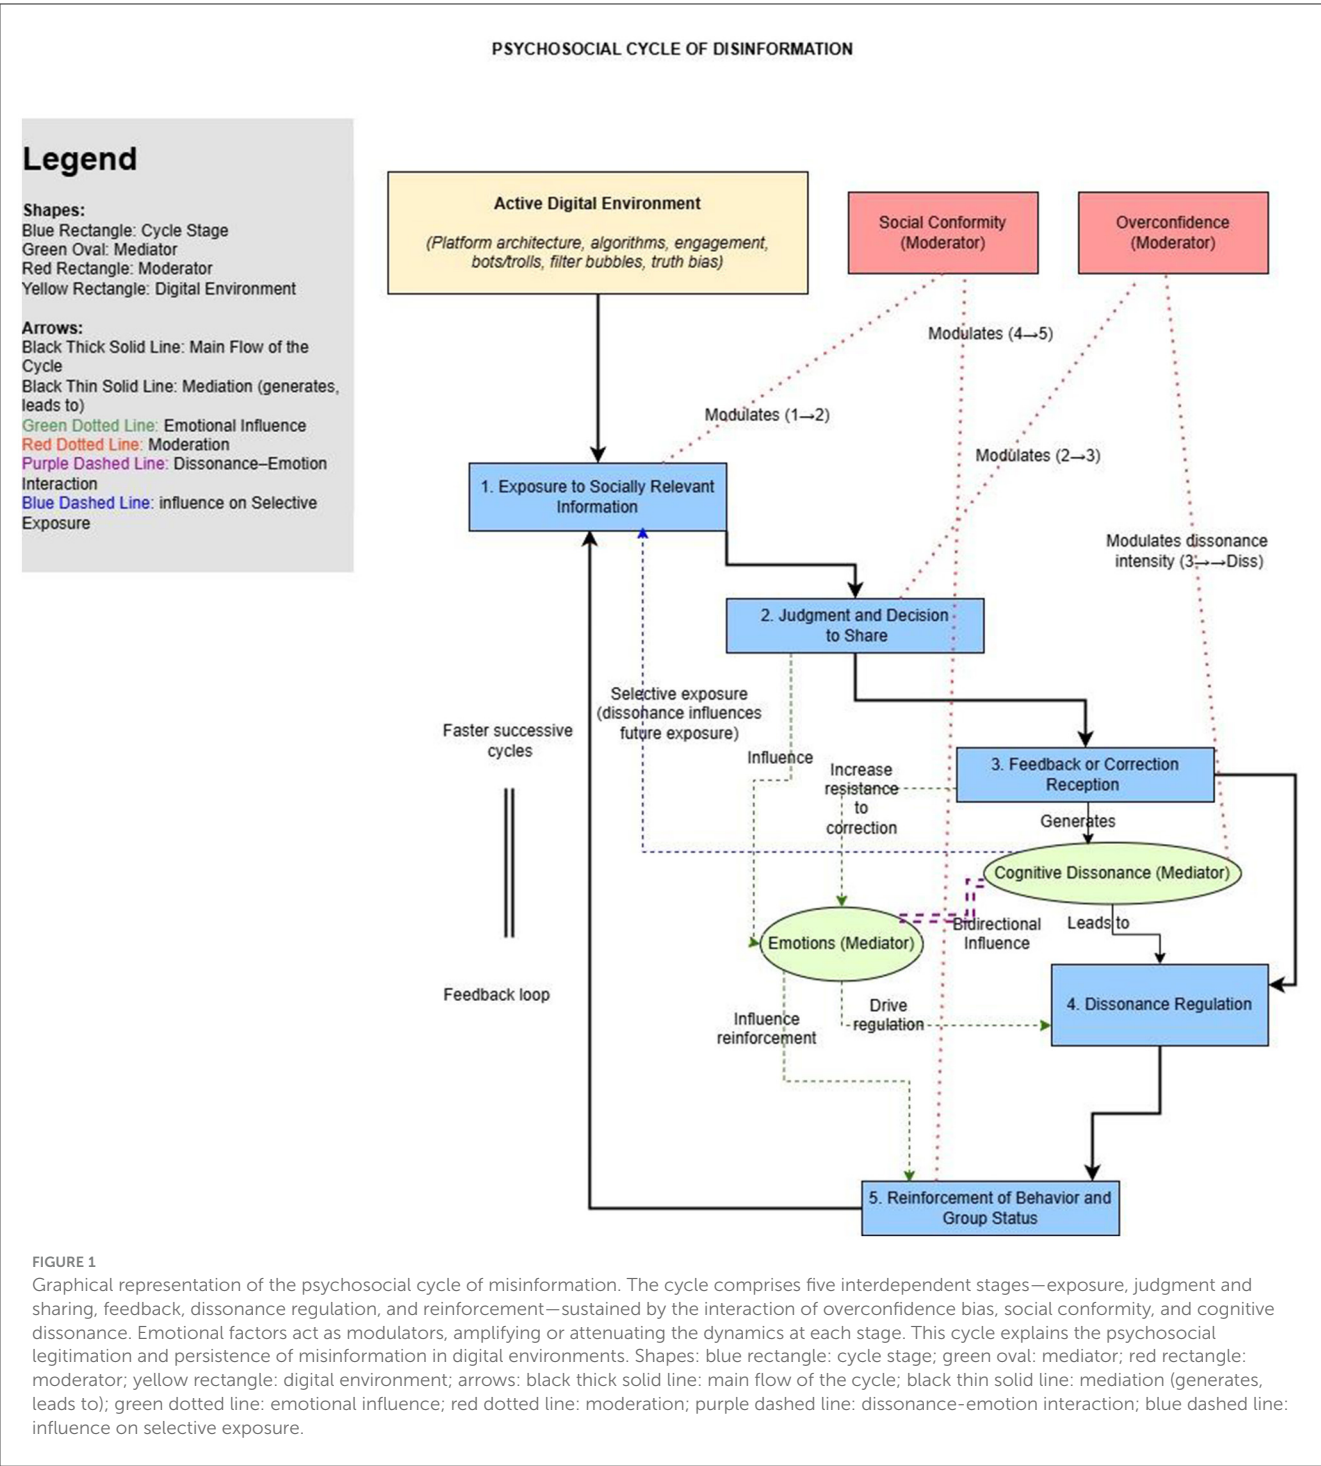 PSYCHOSOCIAL CYCLE OF DISINFORMATION
Legend
Shapes:
Blue Rectangle: Cycle Stage
Green Oval: Mediator
Red Rectangle: Moderator
Yellow Rectangle: Digital Environment
Arrows:
Black Thick Solid Line: Main Flow of the
Cycle
Black Thin Solid Line: Mediation (generates,
leads to)
Green Dotted Line: Emotional Influence
Red Dotted Line: Moderation
Purple Dashed Line: Dissonance–Emotion
Interaction
Blue Dashed Line: influence on Selective
Exposure
Active Digital Environment
(Platform architecture, algorithms, engagement,
bots/trolls, filter bubbles, truth bias)
Social Conformity
(Moderator)
Overconfidence
(Moderator)
Modulates (4→5)
Modulates (1→2)
Modulates (2→3)
Modulates dissonance
intensity (3→→Diss)
1. Exposure to Socially Relevant
Information
2. Judgment and Decision
to Share
Selective exposure
(dissonance influences
future exposure)
Faster successive
cycles
Influence
Increase
resistance
to
correction
3. Feedback or Correction
Reception
Generates
Cognitive Dissonance (Mediator)
Leads to
Bidirectional
Influence
Emotions (Mediator)
Feedback loop
Influence
reinforcement
Drive
regulation
4. Dissonance Regulation
5. Reinforcement of Behavior and
Group Status
FIGURE 1
Graphical representation of the psychosocial cycle of misinformation. The cycle comprises five interdependent stages—exposure, judgment and
sharing, feedback, dissonance regulation, and reinforcement—sustained by the interaction of overconfidence bias, social conformity, and cognitive
dissonance. Emotional factors act as modulators, amplifying or attenuating the dynamics at each stage. This cycle explains the psychosocial
legitimation and persistence of misinformation in digital environments. Shapes: blue rectangle: cycle stage; green oval: mediator; red rectangle:
moderator; yellow rectangle: digital environment; arrows: black thick solid line: main flow of the cycle; black thin solid line: mediation (generates,
leads to); green dotted line: emotional influence; red dotted line: moderation; purple dashed line: dissonance-emotion interaction; blue dashed line:
influence on selective exposure.